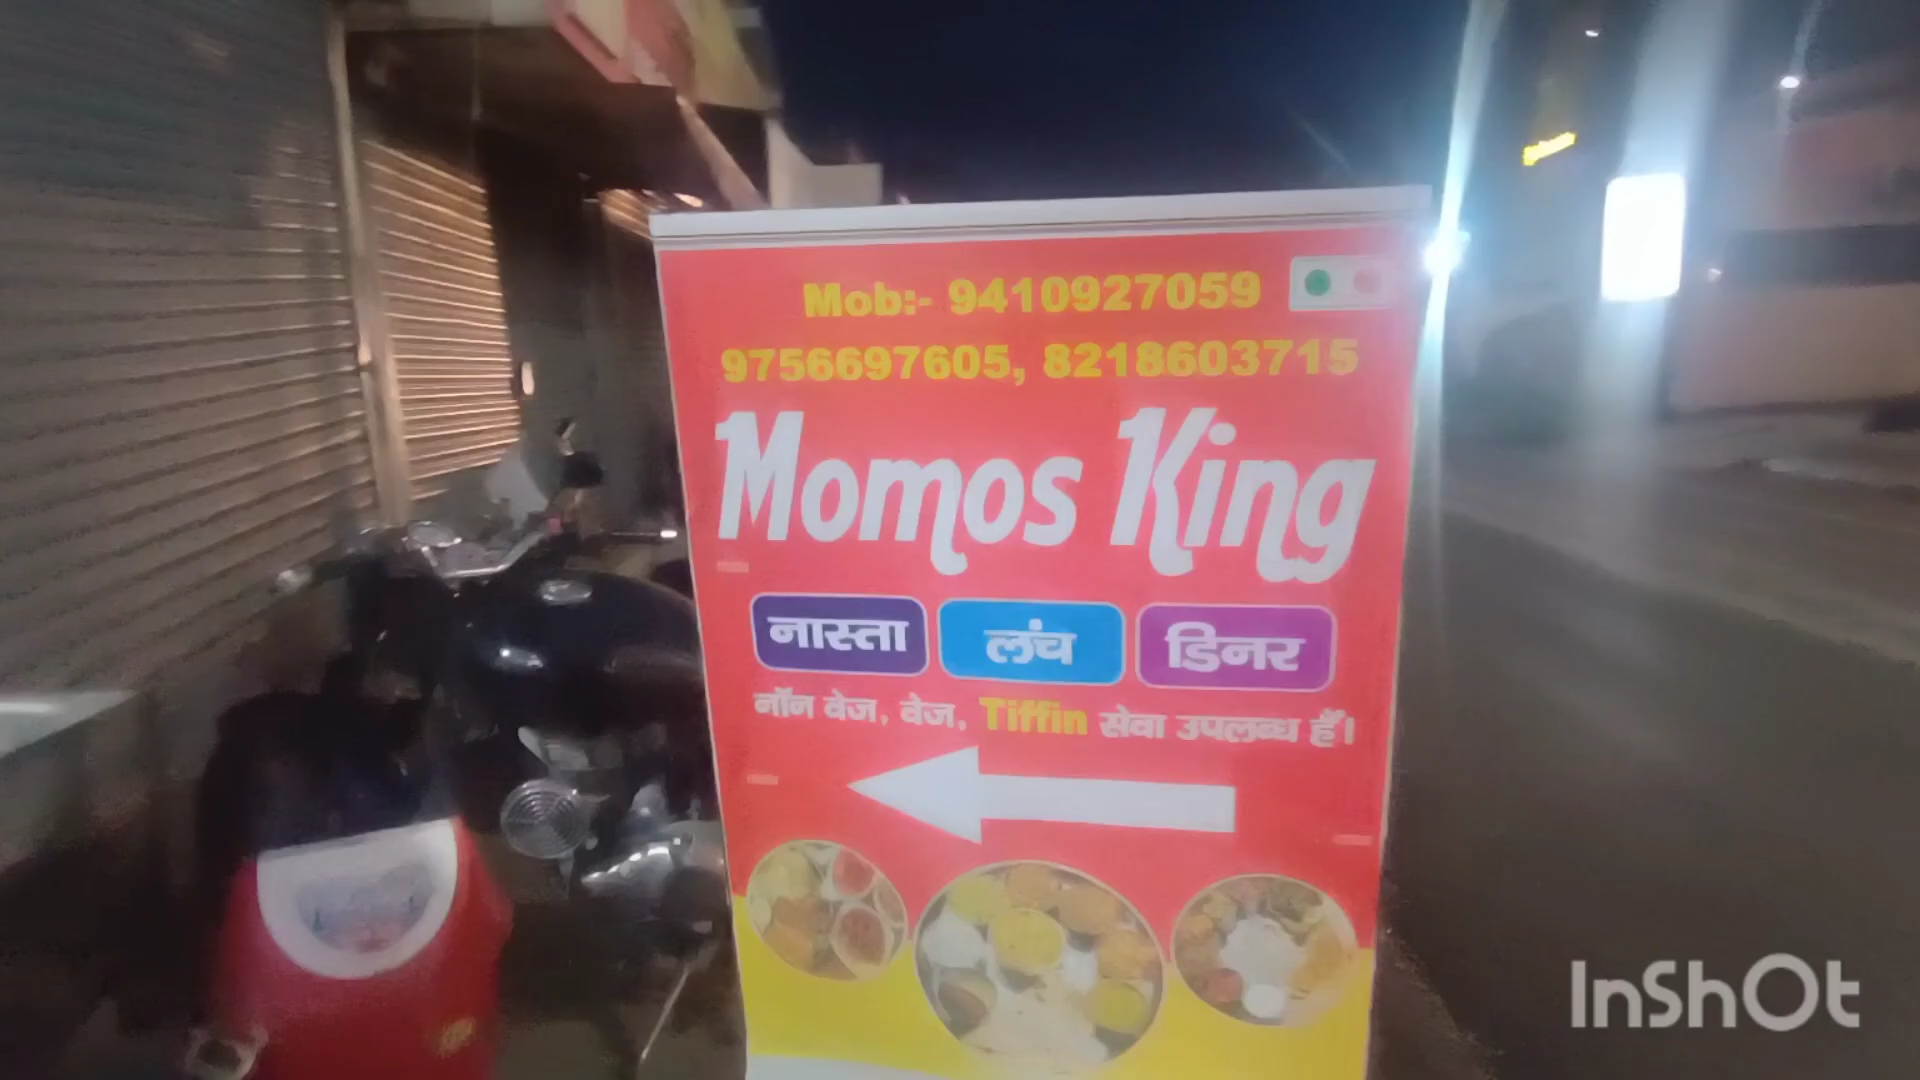 Mob:- 9410927059
9756697605, 8218603715
Momos King
नास्ता लंच डिनर
नॉन वेज, वेज, Tiffin सेवा उपलब्ध हैं।
InShOt